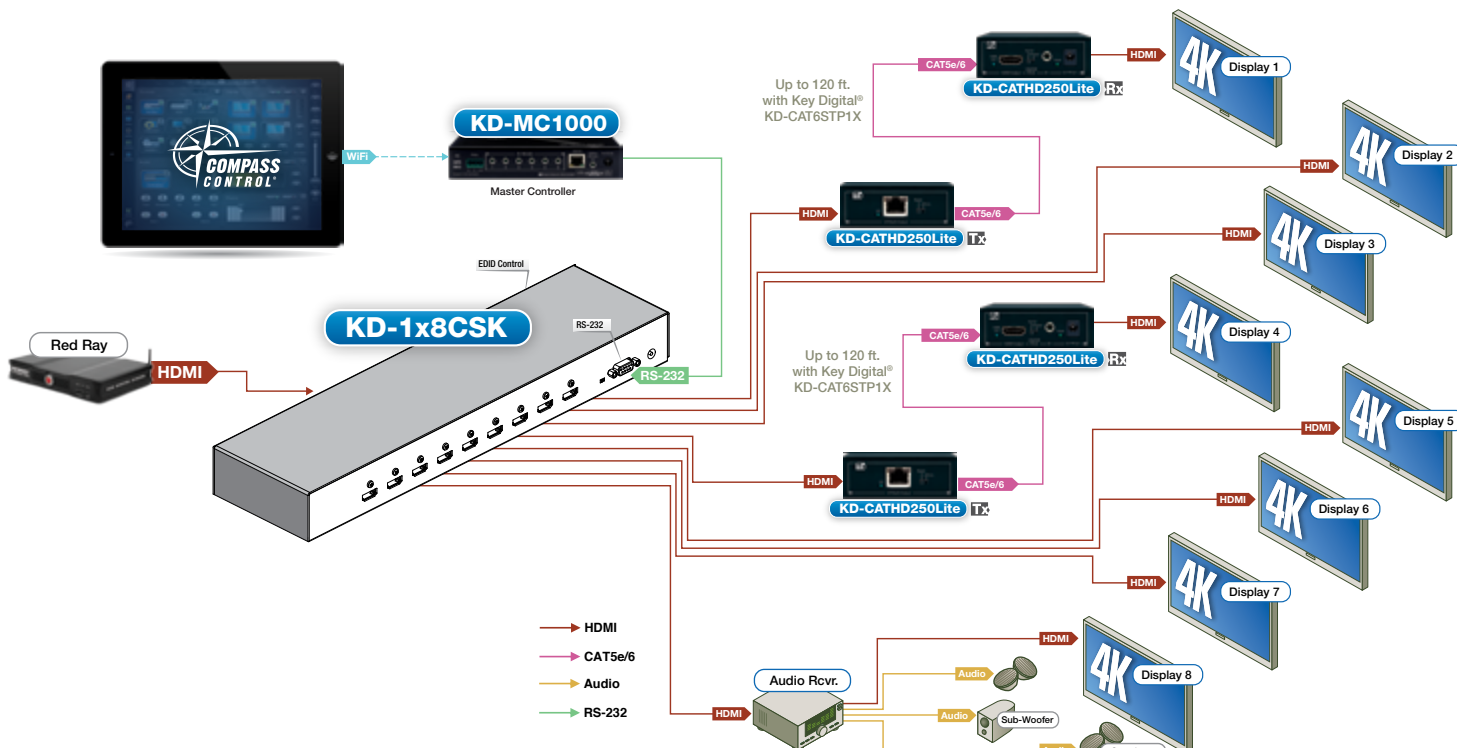 HDMI
4K
Display 1
CAT5e/6
KD-CATHD250Lite
Rx
Up to 120 ft.
with Key Digital®
KD-CAT6STP1X
COMPASS
CONTROL®
WiFi
KD-MC1000
Master Controller
HDMI
4K
Display 2
HDMI
KD-CATHD250Lite
Tx
CAT5e/6
HDMI
4K
Display 3
EDID Control
KD-1x8CSK
RS-232
RS-232
Red Ray
HDMI
CAT5e/6
KD-CATHD250Lite
Rx
HDMI
4K
Display 4
Up to 120 ft.
with Key Digital®
KD-CAT6STP1X
HDMI
4K
Display 5
HDMI
KD-CATHD250Lite
Tx
CAT5e/6
HDMI
4K
Display 6
HDMI
4K
Display 7
HDMI
CAT5e/6
Audio
RS-232
HDMI
Audio Rcvr.
HDMI
4K
Display 8
Audio
Audio
Sub-Woofer